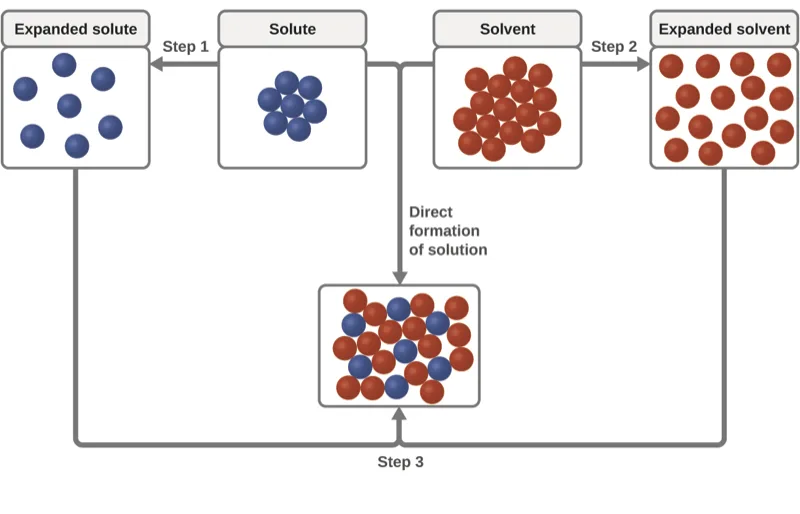 Expanded solute
Step 1
Solute
Solvent
Step 2
Expanded solvent
Direct
formation
of solution
Step 3